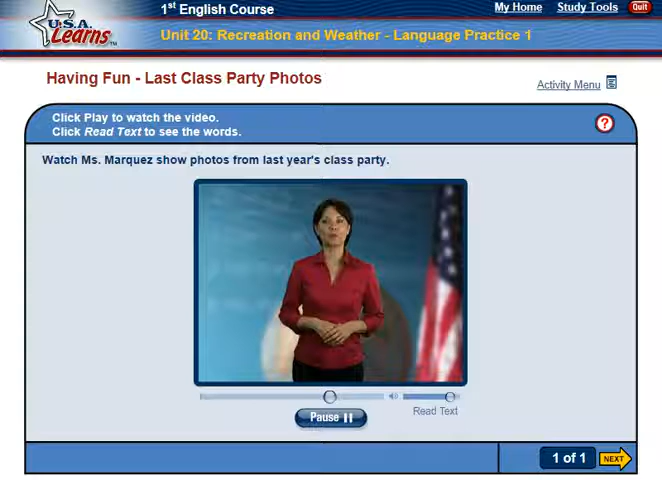 U.S.A.
Learns™
1st English Course
My Home
Study Tools
Quit
Unit 20: Recreation and Weather - Language Practice 1
Having Fun - Last Class Party Photos
Activity Menu
Click Play to watch the video.
Click Read Text to see the words.
?
Watch Ms. Marquez show photos from last year's class party.
Pause
Read Text
1 of 1
NEXT